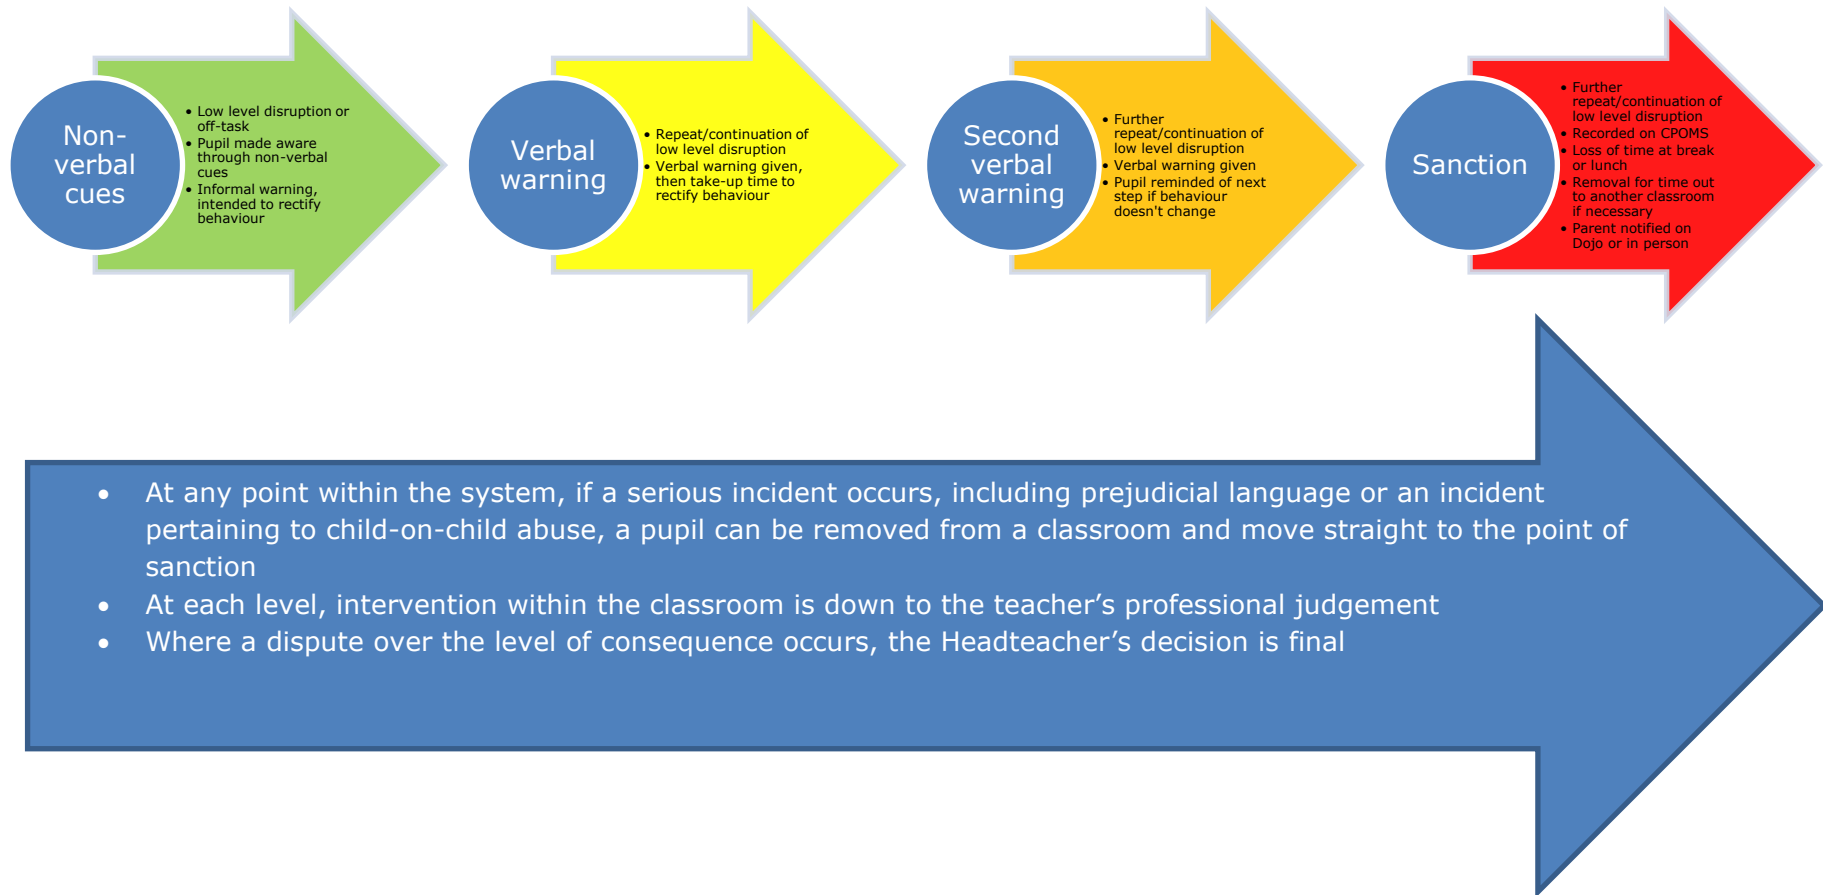 Non-
verbal
cues
• Low level disruption or
off-task
• Pupil made aware
through non-verbal
cues
• Informal warning,
intended to rectify
behaviour
Verbal
warning
• Repeat/continuation of
low level disruption
• Verbal warning given,
then take-up time to
rectify behaviour
Second
verbal
warning
• Further
repeat/continuation of
low level disruption
• Verbal warning given
• Pupil reminded of next
step if behaviour
doesn't change
Sanction
• Further
repeat/continuation of
low level disruption
• Recorded on CPOMS
• Loss of time at break
or lunch
• Removal for time out
to another classroom
if necessary
• Parent notified on
Dojo or in person
• At any point within the system, if a serious incident occurs, including prejudicial language or an incident
pertaining to child-on-child abuse, a pupil can be removed from a classroom and move straight to the point of
sanction
• At each level, intervention within the classroom is down to the teacher’s professional judgement
• Where a dispute over the level of consequence occurs, the Headteacher’s decision is final